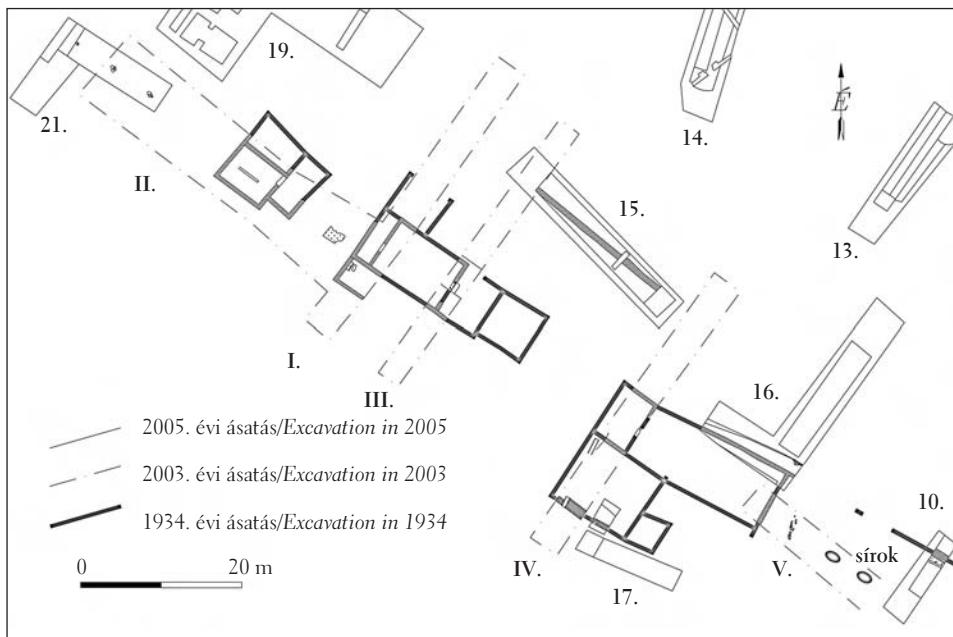 19.
21.
14.
É
II.
15.
13.
I.
III.
16.
2005. évi ásatás/Excavation in 2005
2003. évi ásatás/Excavation in 2003
1934. évi ásatás/Excavation in 1934
10.
0 20 m
IV.
17.
V.
sírok